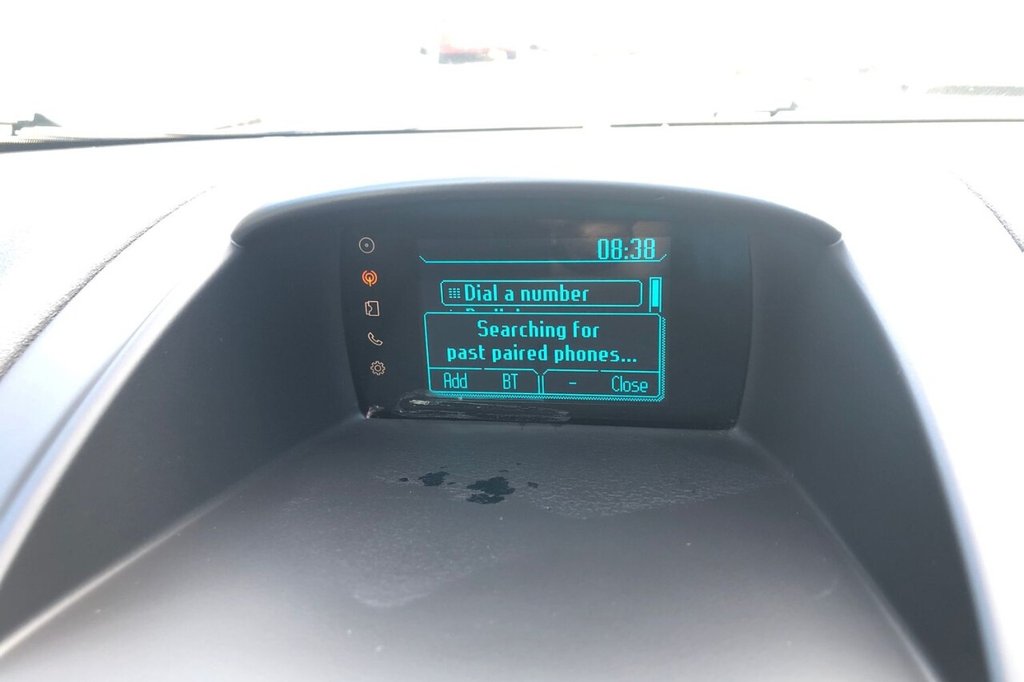 08:38
Dial a number
Searching for
past paired phones...
Add BT - Close